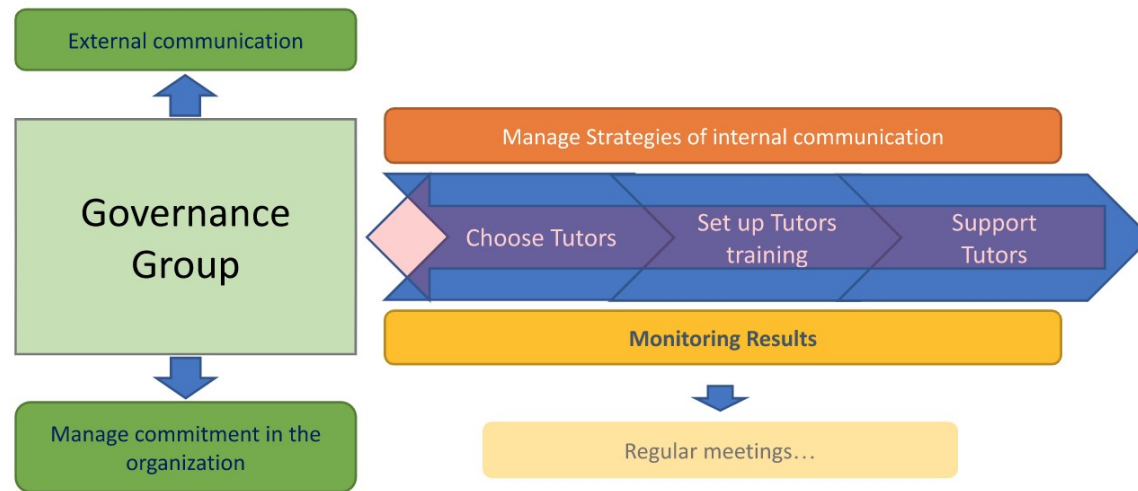 External communication
Governance
Group
Manage commitment in the
organization
Manage Strategies of internal communication
Choose Tutors
Set up Tutors
training
Support
Tutors
Monitoring Results
Regular meetings…